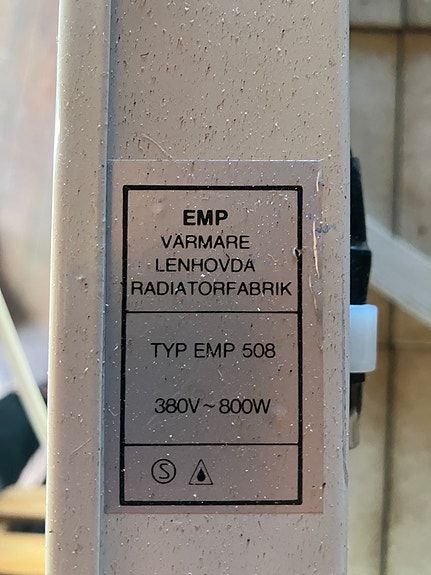 EMP
VÄRMARE
LENHOVDA
RADIATORFABRIK
TYP EMP 508
380V~800W
S